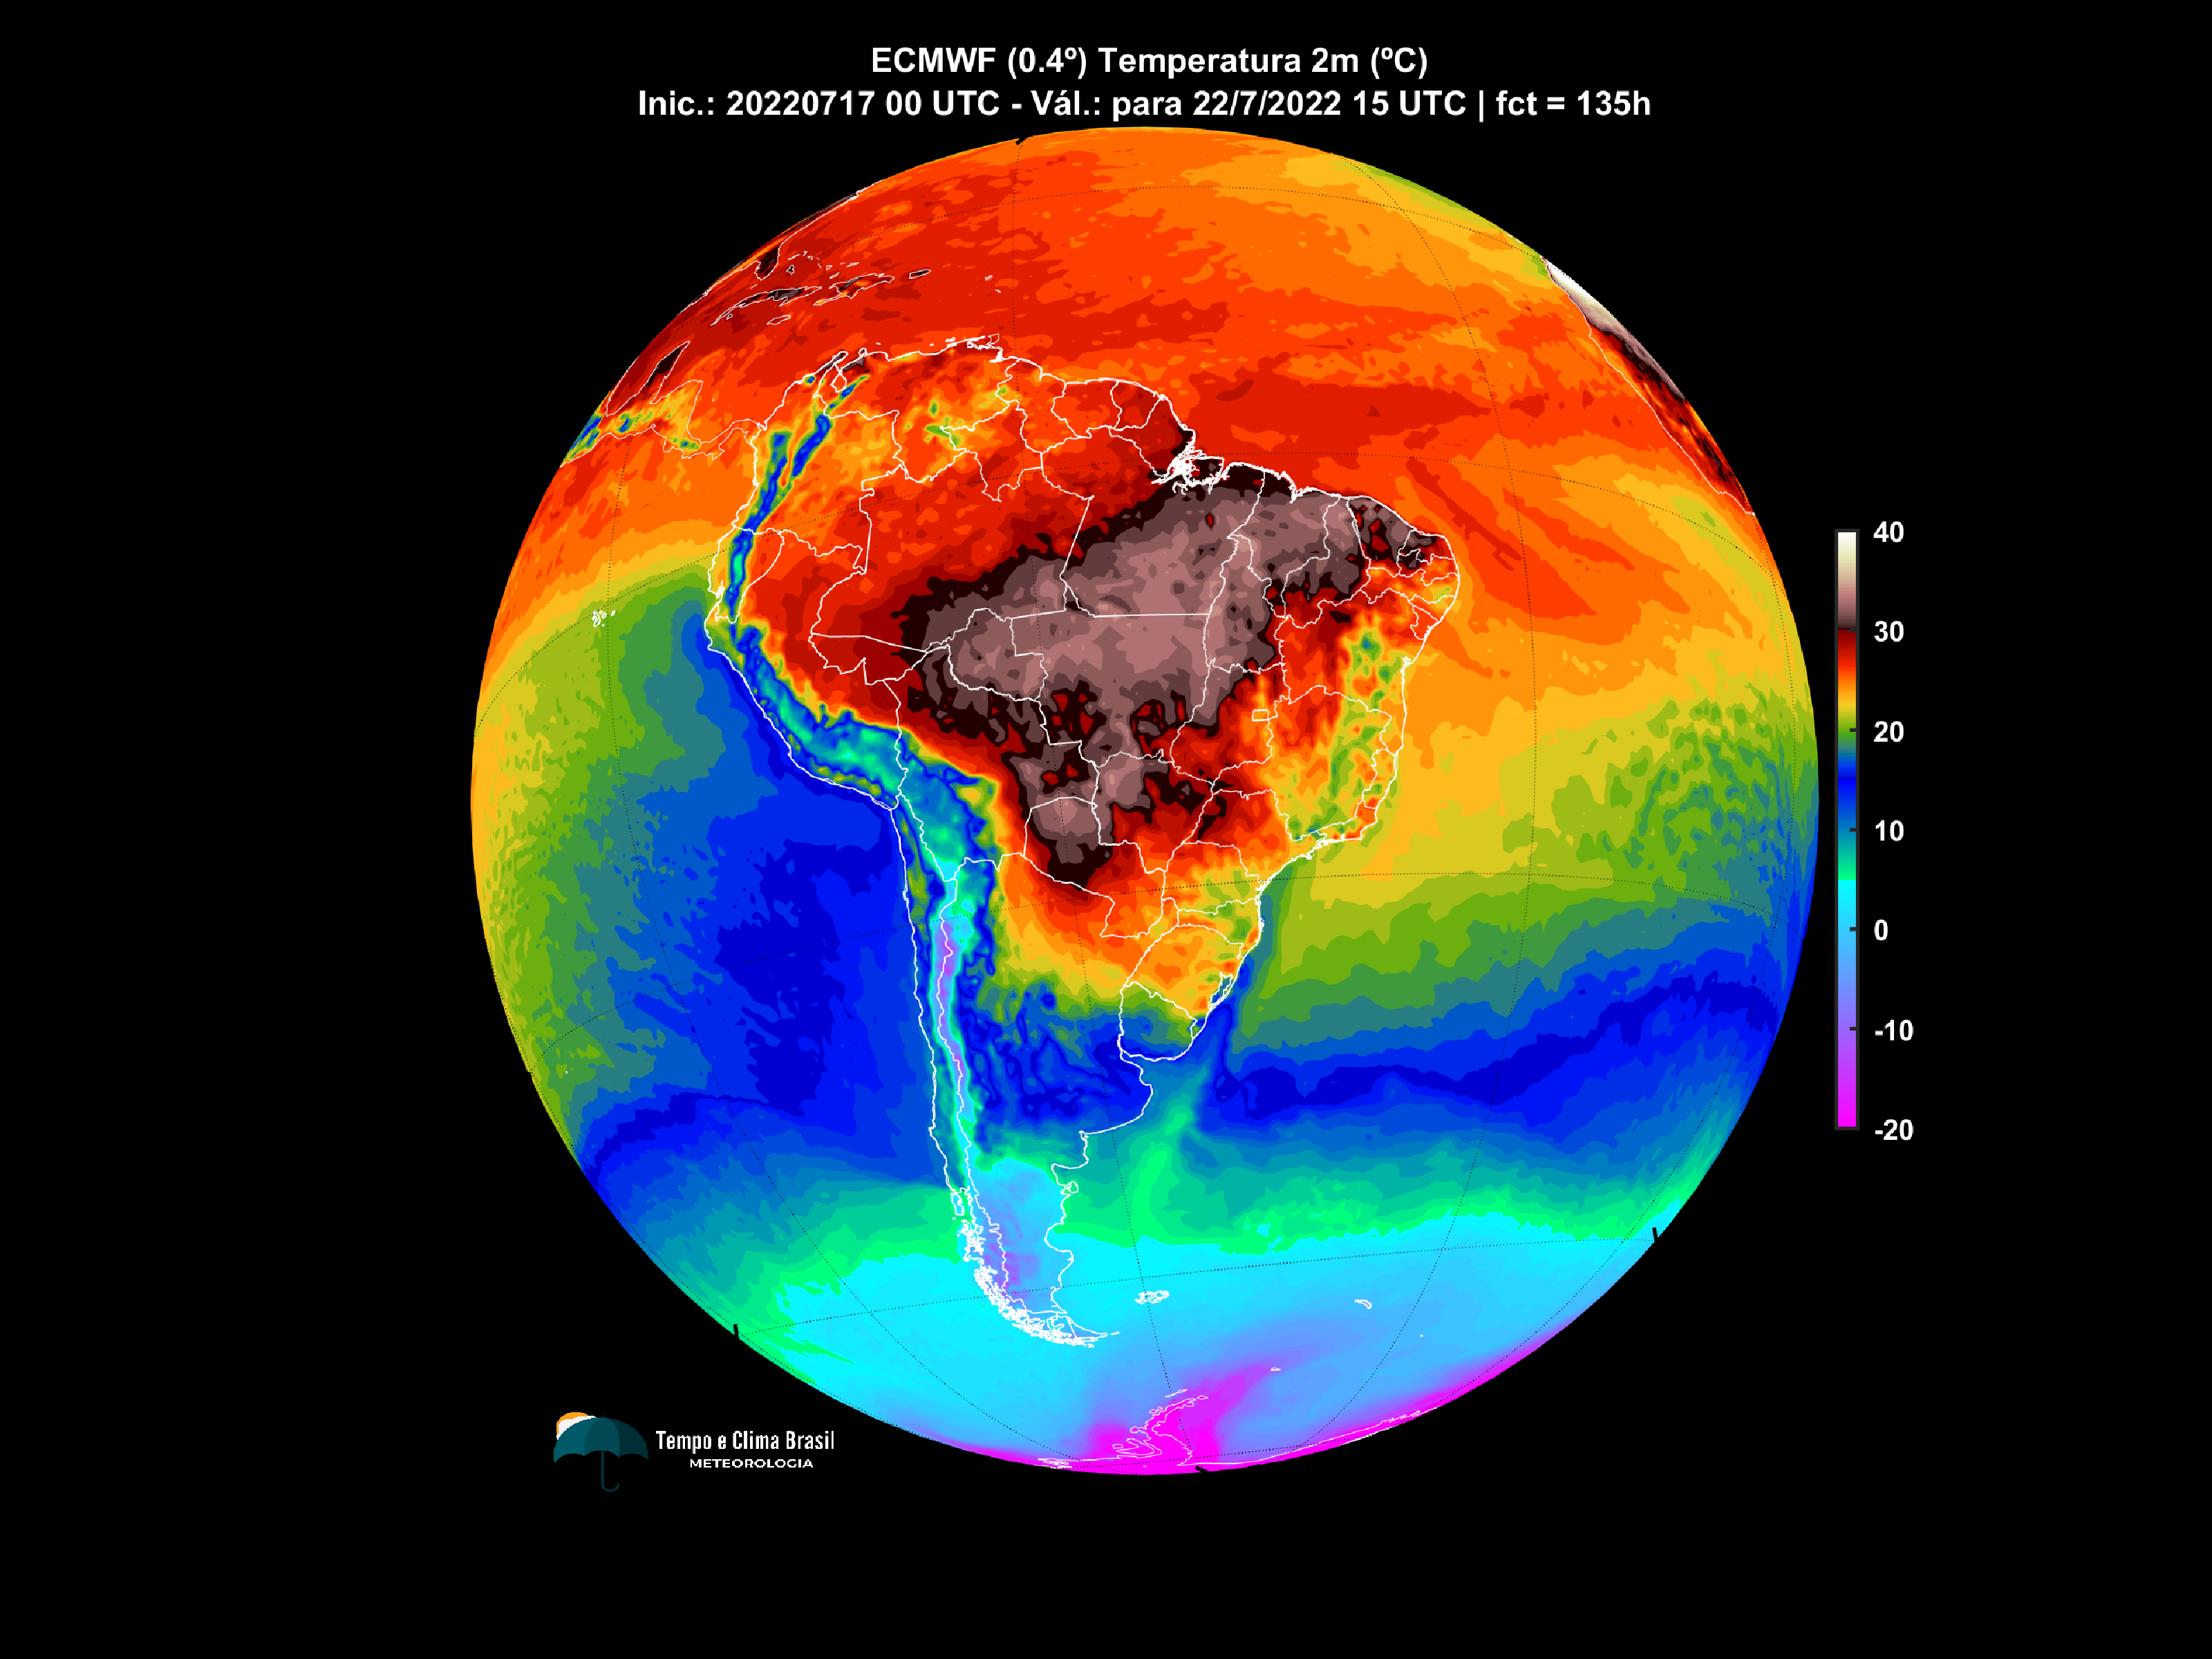 ECMWF (0.4º) Temperatura 2m (ºC)
Inic.: 20220717 00 UTC - Vál.: para 22/7/2022 15 UTC | fct = 135h
40
30
20
10
0
-10
-20
Tempo e Clima Brasil
METEOROLOGIA